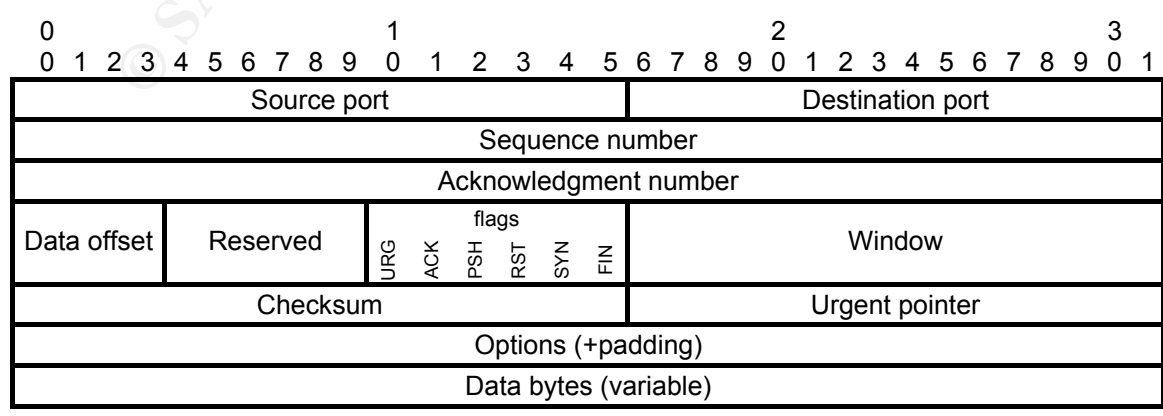 © SA
0 1 2 3
0 1 2 3 4 5 6 7 8 9 0 1 2 3 4 5 6 7 8 9 0 1 2 3 4 5 6 7 8 9 0 1
Source port Destination port
Sequence number
Acknowledgment number
Data offset Reserved flags URG ACK PSH RST SYN FIN Window
Checksum Urgent pointer
Options (+padding)
Data bytes (variable)